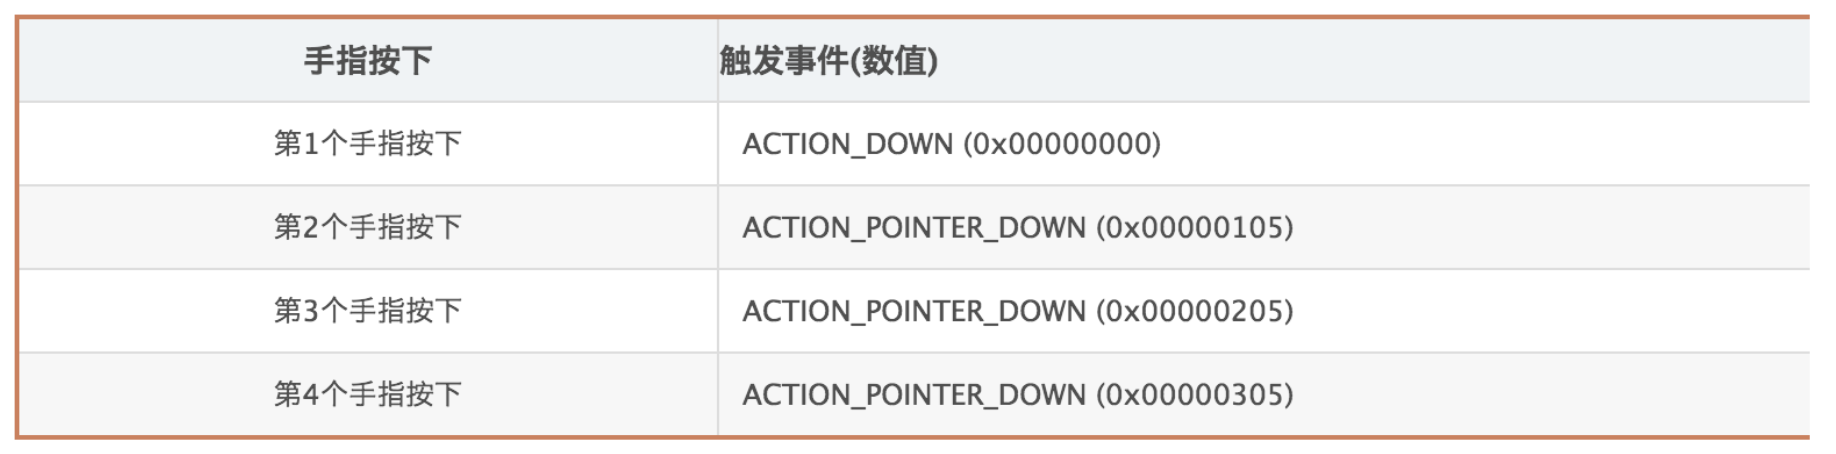 手指按下 触发事件(数值)
第1个手指按下 ACTION_DOWN (0x00000000)
第2个手指按下 ACTION_POINTER_DOWN (0x00000105)
第3个手指按下 ACTION_POINTER_DOWN (0x00000205)
第4个手指按下 ACTION_POINTER_DOWN (0x00000305)